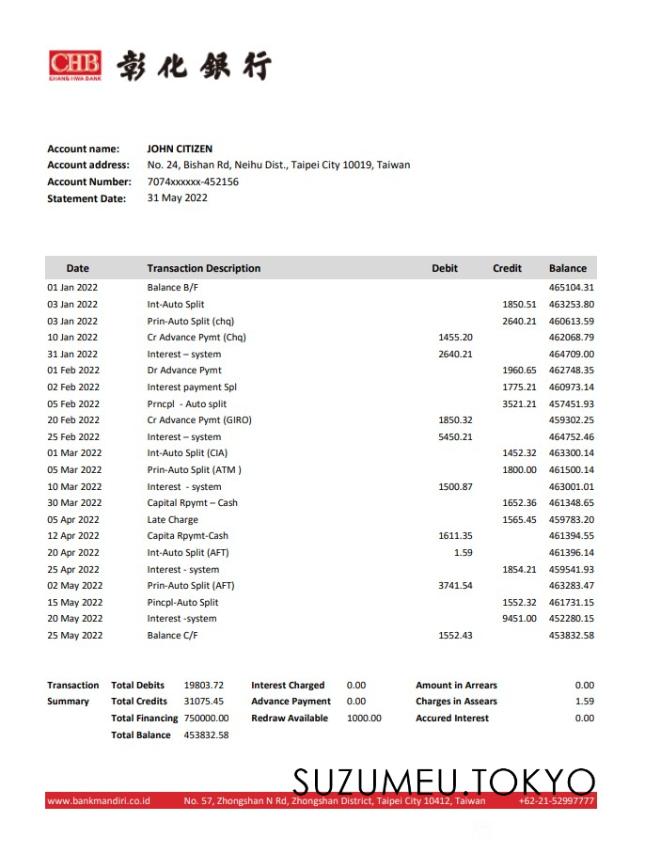 CHB
CHANG HWA BANK
彰化銀行
Account name: JOHN CITIZEN
Account address: No. 24, Bishan Rd, Neihu Dist., Taipei City 10019, Taiwan
Account Number: 7074xxxxxx-452156
Statement Date: 31 May 2022
Date Transaction Description Debit Credit Balance
01 Jan 2022 Balance B/F 465104.31
03 Jan 2022 Int-Auto Split 1850.51 463253.80
03 Jan 2022 Prin-Auto Split (chq) 2640.21 460613.59
10 Jan 2022 Cr Advance Pymt (Chq) 1455.20 462068.79
31 Jan 2022 Interest – system 2640.21 464709.00
01 Feb 2022 Dr Advance Pymt 1960.65 462748.35
02 Feb 2022 Interest payment Spl 1775.21 460973.14
05 Feb 2022 Prncpl - Auto split 3521.21 457451.93
20 Feb 2022 Cr Advance Pymt (GIRO) 1850.32 459302.25
25 Feb 2022 Interest – system 5450.21 464752.46
01 Mar 2022 Int-Auto Split (CIA) 1452.32 463300.14
05 Mar 2022 Prin-Auto Split (ATM ) 1800.00 461500.14
10 Mar 2022 Interest - system 1500.87 463001.01
30 Mar 2022 Capital Rpymt – Cash 1652.36 461348.65
05 Apr 2022 Late Charge 1565.45 459783.20
12 Apr 2022 Capita Rpymt-Cash 1611.35 461394.55
20 Apr 2022 Int-Auto Split (AFT) 1.59 461396.14
25 Apr 2022 Interest - system 1854.21 459541.93
02 May 2022 Prin-Auto Split (AFT) 3741.54 463283.47
15 May 2022 Pincpl-Auto Split 1552.32 461731.15
20 May 2022 Interest -system 9451.00 452280.15
25 May 2022 Balance C/F 1552.43 453832.58
Transaction Total Debits 19803.72 Interest Charged 0.00 Amount in Arrears 0.00
Summary Total Credits 31075.45 Advance Payment 0.00 Charges in Assears 1.59
Total Financing 750000.00 Redraw Available 1000.00 Accured Interest 0.00
Total Balance 453832.58
SUZUMEU.TOKYO
www.bankmandiri.co.id No. 57, Zhongshan N Rd, Zhongshan District, Taipei City 10412, Taiwan +62-21-52997777